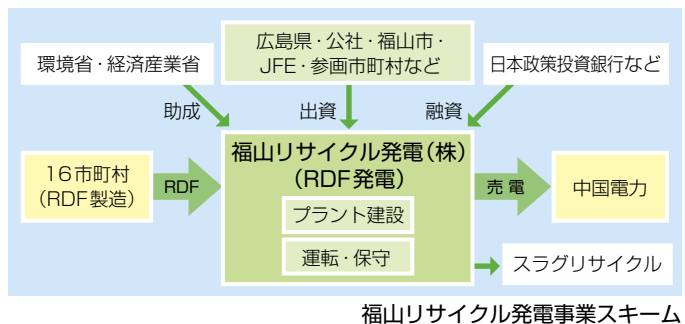 環境省・経済産業省
広島県・公社・福山市・
JFE・参画市町村など
日本政策投資銀行など
助成
出資
融資
16市町村
(RDF製造)
RDF
福山リサイクル発電(株)
(RDF発電)
プラント建設
運転・保守
売電
中国電力
スラグリサイクル
福山リサイクル発電事業スキーム